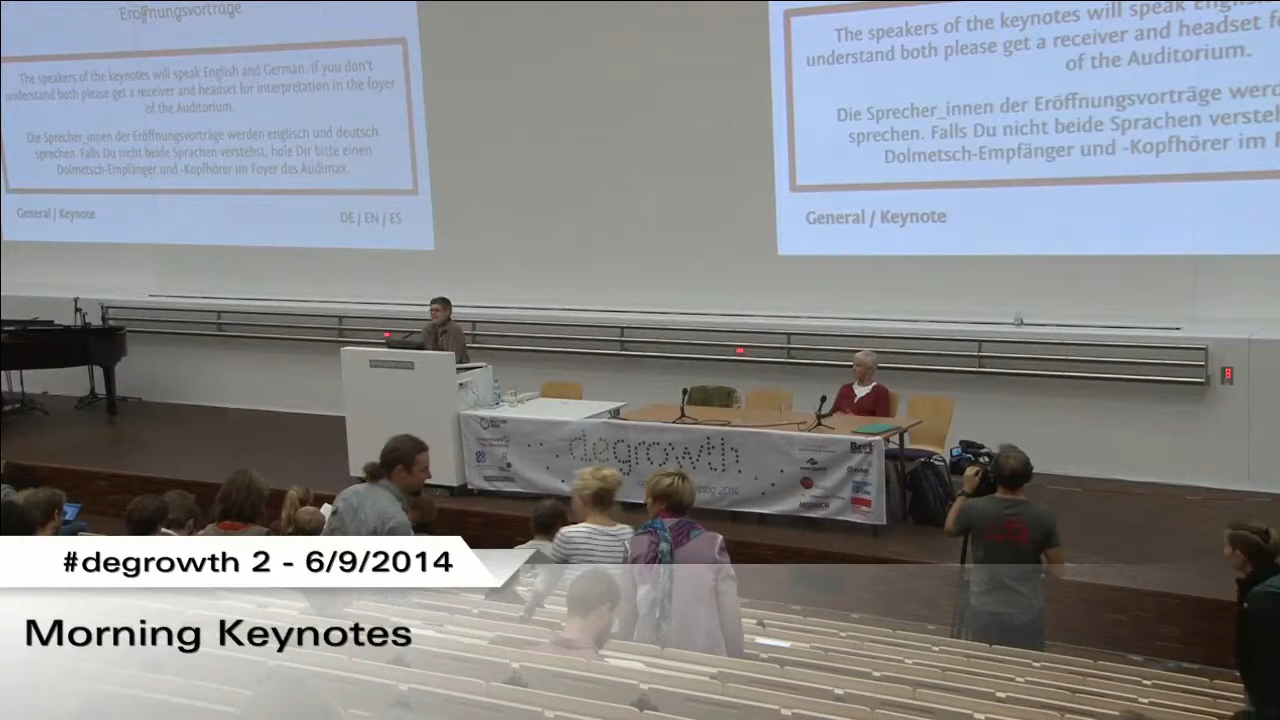 Eröffnungsvorträge
The speakers of the keynotes will speak English and German. If you don't
understand both please get a receiver and headset for interpretation in the foyer
of the Auditorium.
Die Sprecher_innen der Eröffnungsvorträge werden englisch und deutsch
sprechen. Falls Du nicht beide Sprachen verstehst, hole Dir bitte einen
Dolmetsch-Empfänger und -Kopfhörer im Foyer des Audimax.
General / Keynote
DE / EN / ES
The speakers of the keynotes will speak English
understand both please get a receiver and headset
of the Auditorium.
Die Sprecher_innen der Eröffnungsvorträge
sprechen. Falls Du nicht beide Sprachen
Dolmetsch-Empfänger und -Kopfhörer im
General / Keynote
degrowth
2014
#degrowth 2 - 6/9/2014
Morning Keynotes